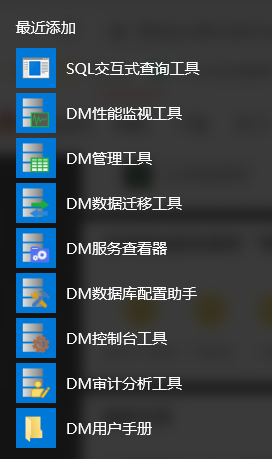 最近添加
SQL交互式查询工具
DM性能监视工具
DM管理工具
DM数据迁移工具
DM服务查看器
DM数据库配置助手
DM控制台工具
DM审计分析工具
DM用户手册